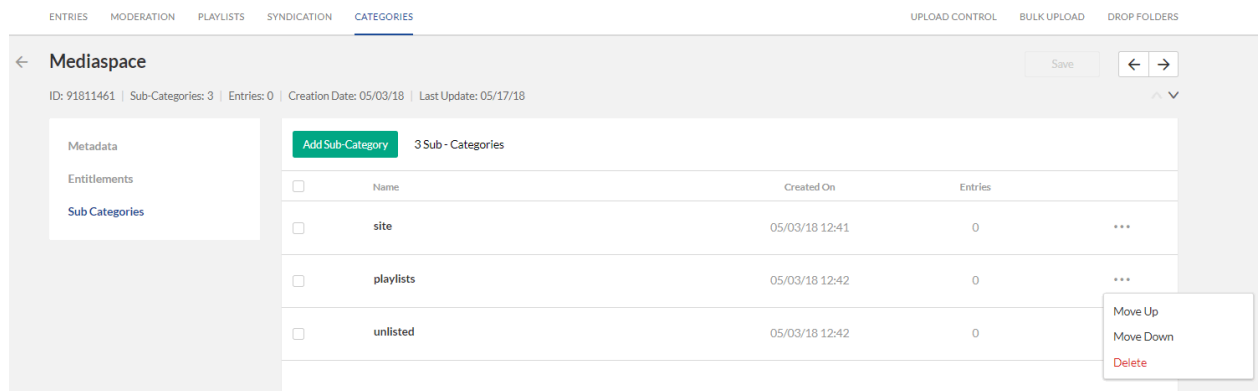 ENTRIES MODERATION PLAYLISTS SYNDICATION CATEGORIES UPLOAD CONTROL BULK UPLOAD DROP FOLDERS
Mediaspace Save
ID: 91811461 | Sub-Categories: 3 | Entries: 0 | Creation Date: 05/03/18 | Last Update: 05/17/18
Metadata
Entitlements
Sub Categories
Add Sub-Category 3 Sub - Categories
Name Created On Entries
site 05/03/18 12:41 0
playlists 05/03/18 12:42 0
unlisted 05/03/18 12:42 0
Move Up
Move Down
Delete